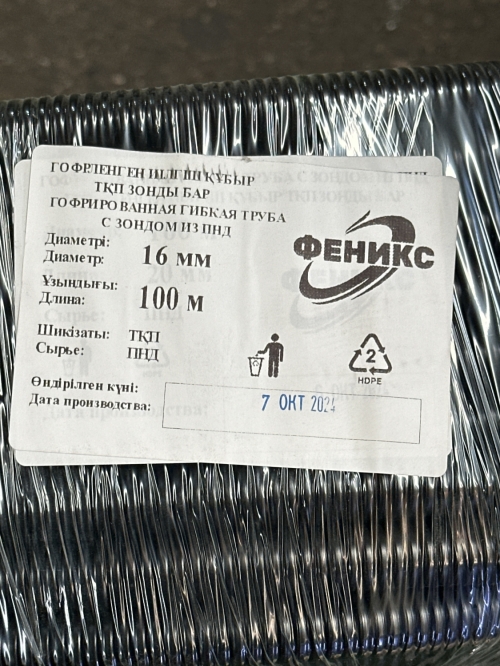 ГОФРЛЕНГЕН ИІЛГІШ ҚҰБЫР
ТҚП ЗОНДЫ БАР
ГОФРИРОВАННАЯ ГИБКАЯ ТРУБА
С ЗОНДОМ ИЗ ПНД
Диаметрі:
Диаметр: 16 мм
Ұзындығы:
Длина: 100 м
Шикізаты: ТҚП
Сырье: ПНД
Өндірілген күні:
Дата производства: 7 ОКТ 2024
ФЕНИКС
2
HDPE